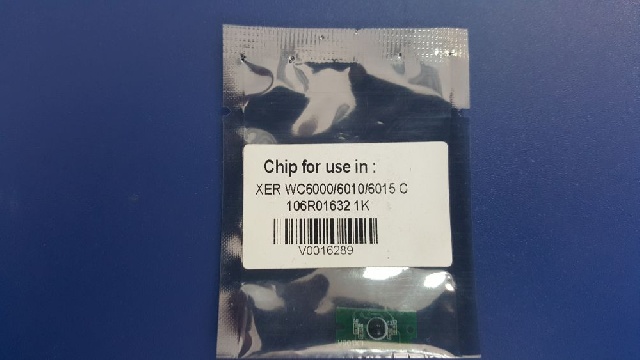 Chip for use in :
XER WC6000/6010/6015 C
106R01632 1K
V0016289